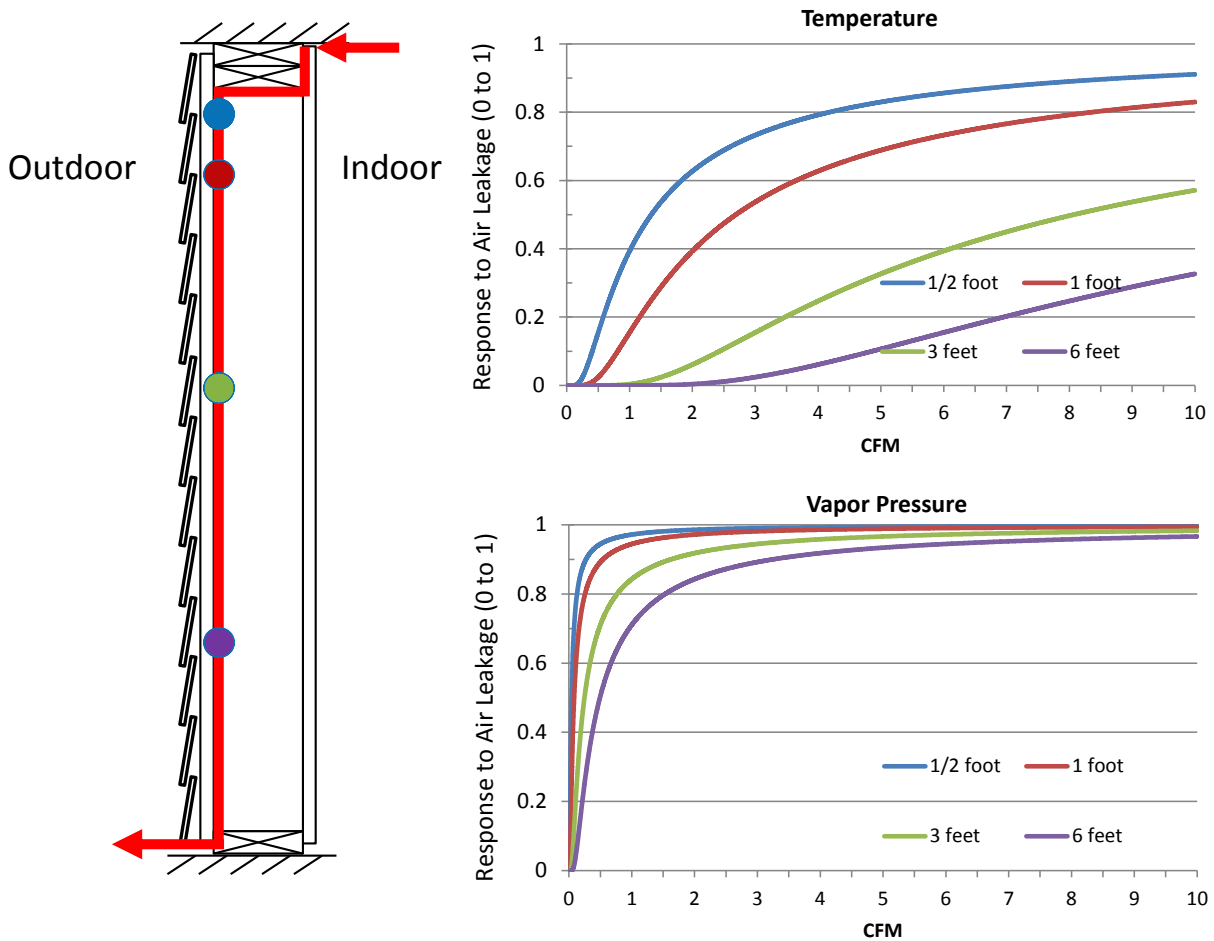 Outdoor
Indoor
Temperature
Response to Air Leakage (0 to 1)
1
0.8
0.6
0.4
0.2
0
1/2 foot
1 foot
3 feet
6 feet
0 1 2 3 4 5 6 7 8 9 10
CFM
Vapor Pressure
Response to Air Leakage (0 to 1)
1
0.8
0.6
0.4
0.2
0
1/2 foot
1 foot
3 feet
6 feet
0 1 2 3 4 5 6 7 8 9 10
CFM